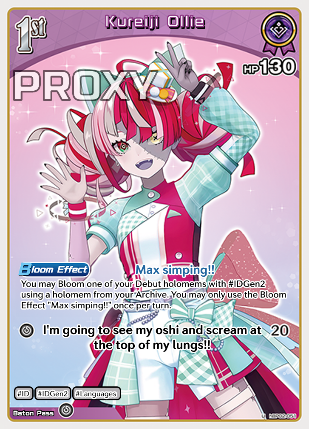 1st
Kureiji Ollie
HP130
PROXY
Bloom Effect
Max simping!!
You may Bloom one of your Debut holomems with #IDGen2
using a holomem from your Archive. You may only use the Bloom
Effect "Max simping!!" once per turn.
I'm going to see my oshi and scream at
the top of my lungs!!
20
#ID #IDGen2 #Languages
Baton Pass